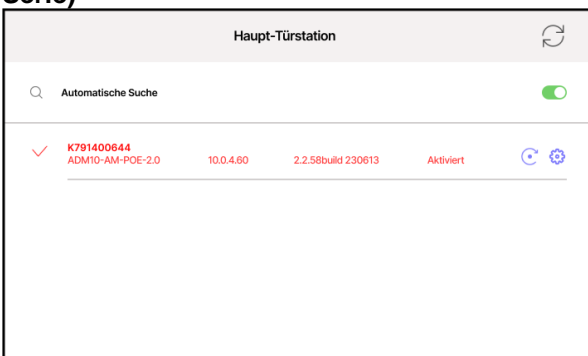 Serie)
Haupt-Türstation
Automatische Suche
K791400644
ADM10-AM-POE-2.0 10.0.4.60 2.2.58build 230613 Aktiviert